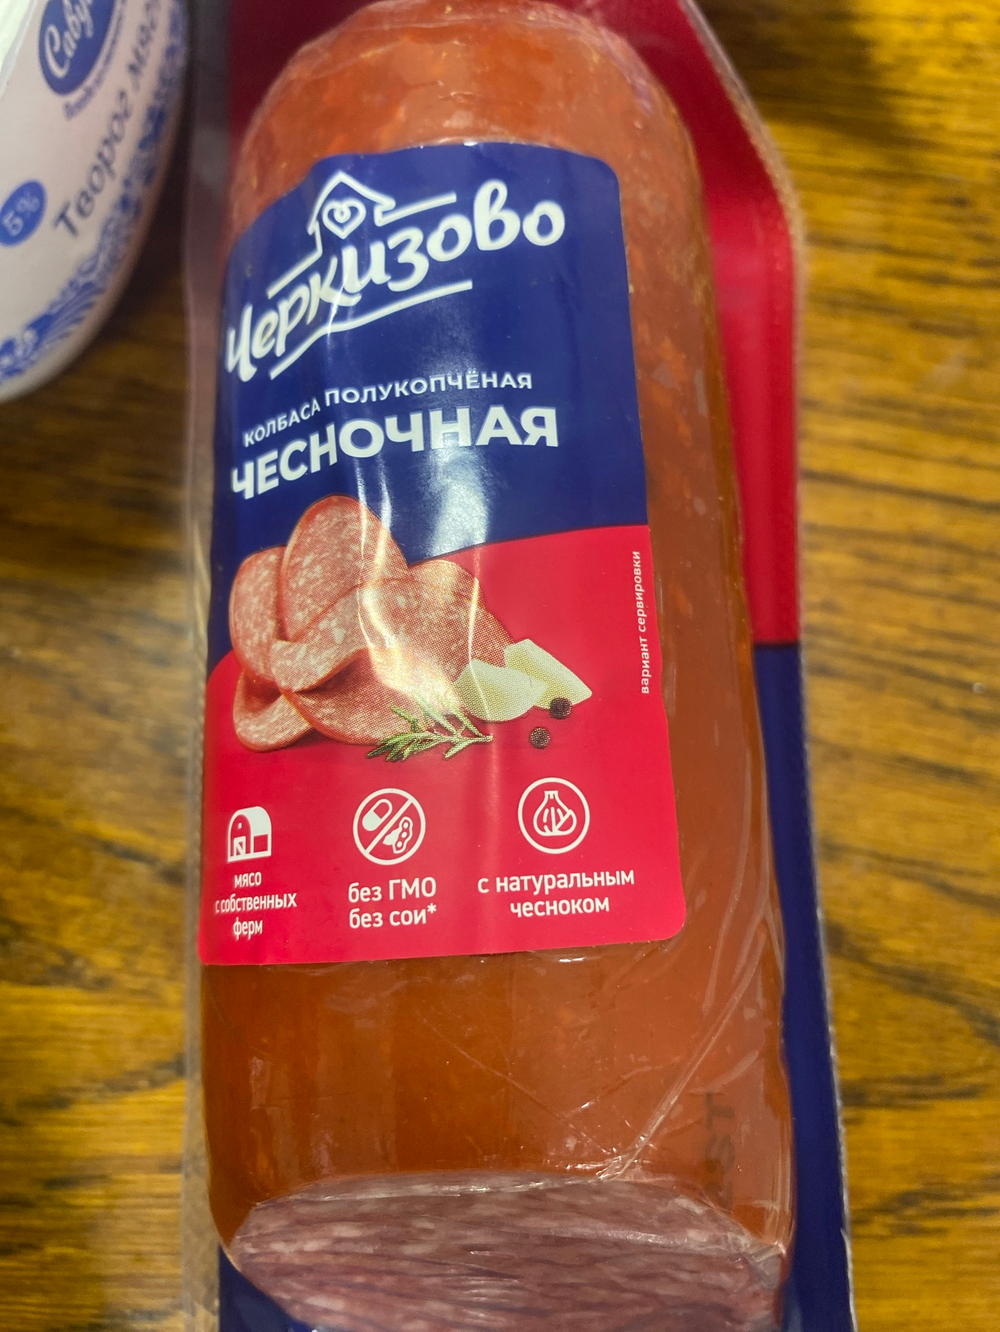 Творог
5%
Черкизово
КОЛБАСА ПОЛУКОПЧЁНАЯ
ЧЕСНОЧНАЯ
вариант сервировки
мясо
с собственных
ферм
без ГМО
без сои*
с натуральным
чесноком